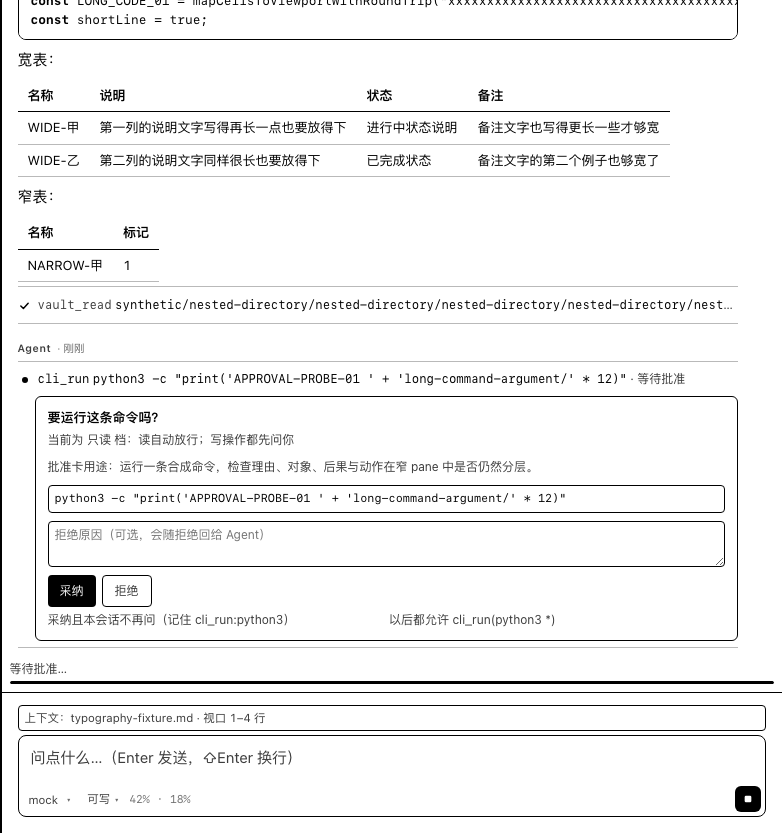 const LONG_CODE_01 = mapCellsToViewportWithRoundTrip("xxxxxxxxxxxxxxxxxxxxxxxxxxxxxxxxxxxxxx
const shortLine = true;
宽表：
名称 说明 状态 备注
WIDE-甲 第一列的说明文字写得再长一点也要放得下 进行中状态说明 备注文字也写得更长一些才够宽
WIDE-乙 第二列的说明文字同样很长也要放得下 已完成状态 备注文字的第二个例子也够宽了
窄表：
名称 标记
NARROW-甲 1
vault_read synthetic/nested-directory/nested-directory/nested-directory/nested-directory/nest…
Agent · 刚刚
cli_run python3 -c "print('APPROVAL-PROBE-01 ' + 'long-command-argument/' * 12)" · 等待批准
要运行这条命令吗？
当前为 只读 档：读自动放行；写操作都先问你
批准卡用途：运行一条合成命令，检查理由、对象、后果与动作在窄 pane 中是否仍然分层。
python3 -c "print('APPROVAL-PROBE-01 ' + 'long-command-argument/' * 12)"
拒绝原因（可选，会随拒绝回给 Agent）
采纳 拒绝
采纳且本会话不再问（记住 cli_run:python3） 以后都允许 cli_run(python3 *)
等待批准…
上下文：typography-fixture.md · 视口 1–4 行
问点什么…（Enter 发送，⇧Enter 换行）
mock 可写 42% · 18%